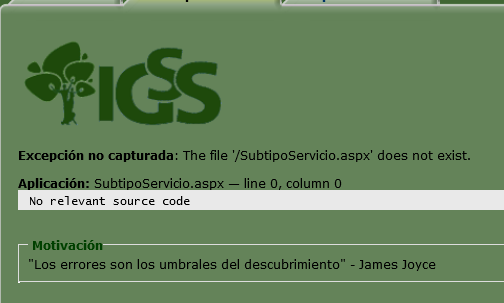 IGSS
Excepción no capturada: The file '/SubtipoServicio.aspx' does not exist.
Aplicación: SubtipoServicio.aspx — line 0, column 0
No relevant source code
Motivación
"Los errores son los umbrales del descubrimiento" - James Joyce